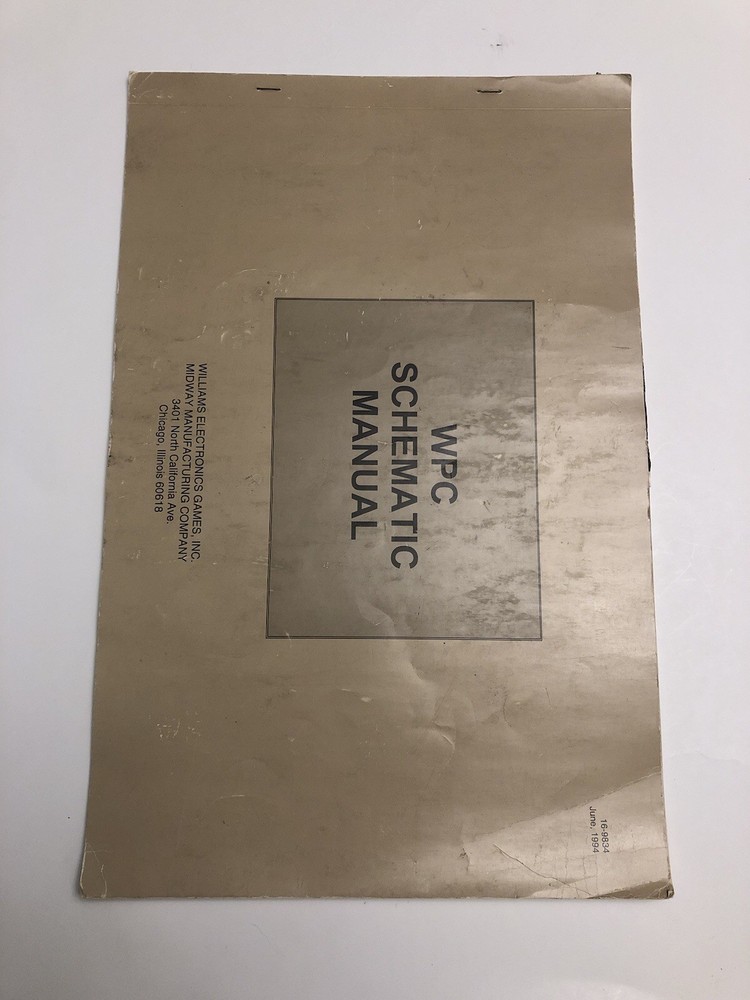 16-9834
June, 1994
WPC
SCHEMATIC
MANUAL
WILLIAMS ELECTRONICS GAMES, INC.
MIDWAY MANUFACTURING COMPANY
3401 North California Ave.
Chicago, Illinois 60618